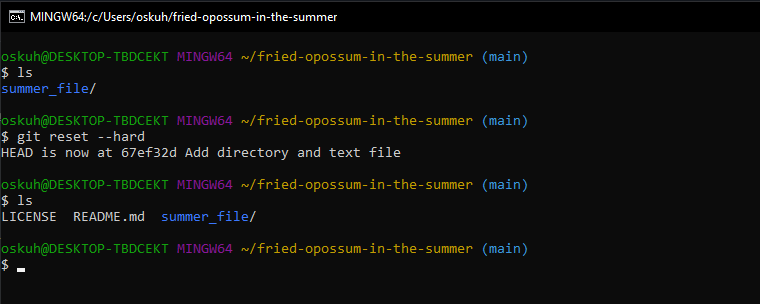 MINGW64:/c/Users/oskuh/fried-opossum-in-the-summer
oskuh@DESKTOP-TBDCEKT MINGW64 ~/fried-opossum-in-the-summer (main)
$ ls
summer_file/
oskuh@DESKTOP-TBDCEKT MINGW64 ~/fried-opossum-in-the-summer (main)
$ git reset --hard
HEAD is now at 67ef32d Add directory and text file
oskuh@DESKTOP-TBDCEKT MINGW64 ~/fried-opossum-in-the-summer (main)
$ ls
LICENSE  README.md  summer_file/
oskuh@DESKTOP-TBDCEKT MINGW64 ~/fried-opossum-in-the-summer (main)
$